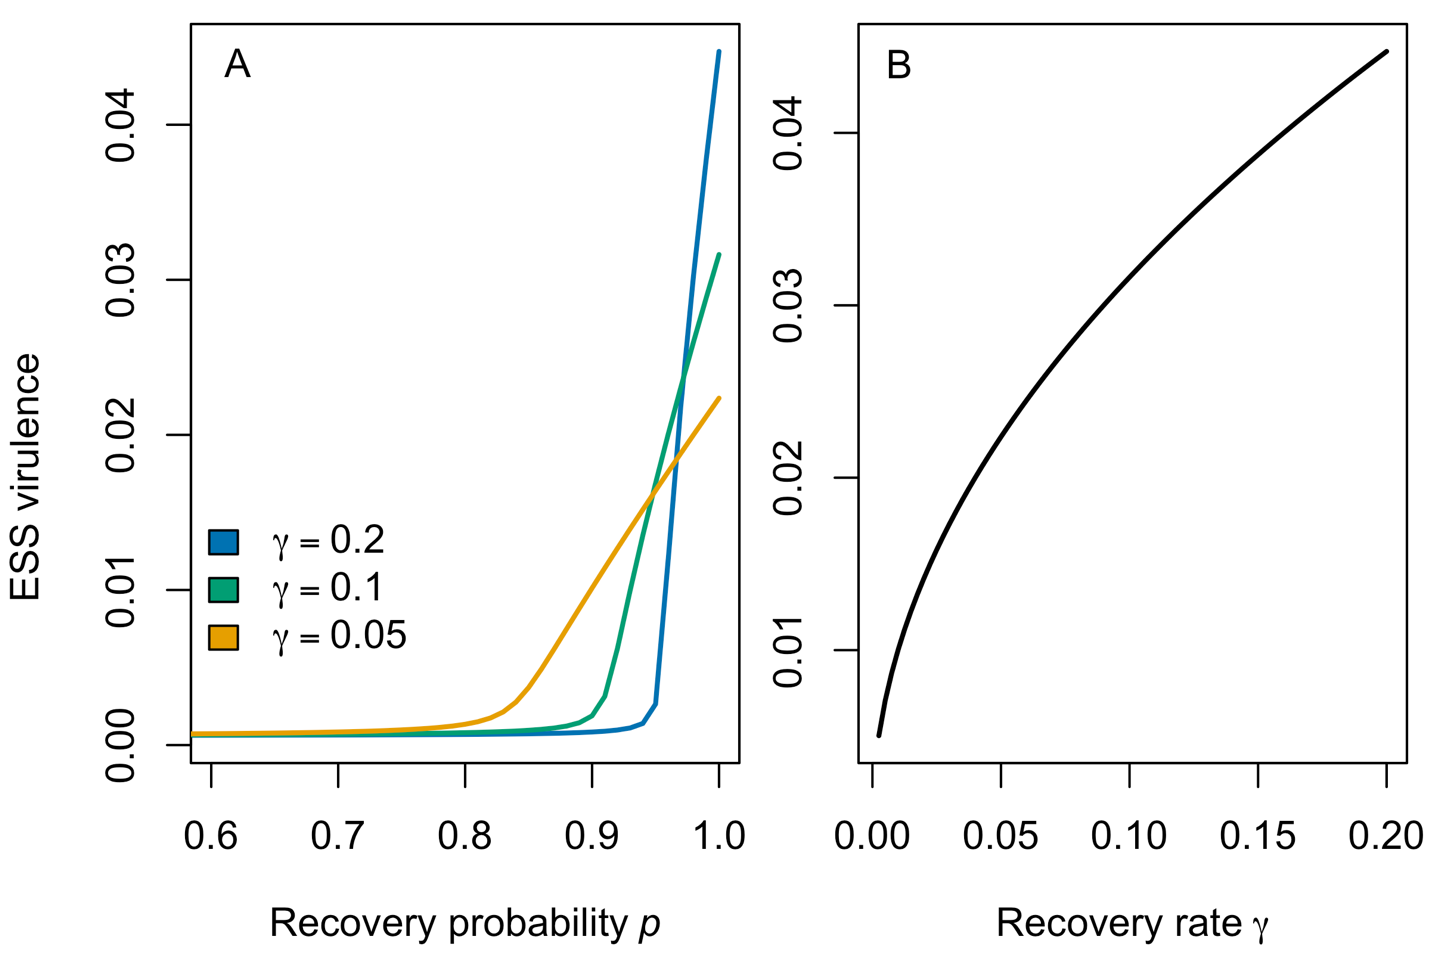 A
ESS virulence
0.04
0.03
0.02
0.01
0.00
γ = 0.2
γ = 0.1
γ = 0.05
0.6 0.7 0.8 0.9 1.0
Recovery probability p
B
0.04
0.03
0.02
0.01
0.00 0.05 0.10 0.15 0.20
Recovery rate γ